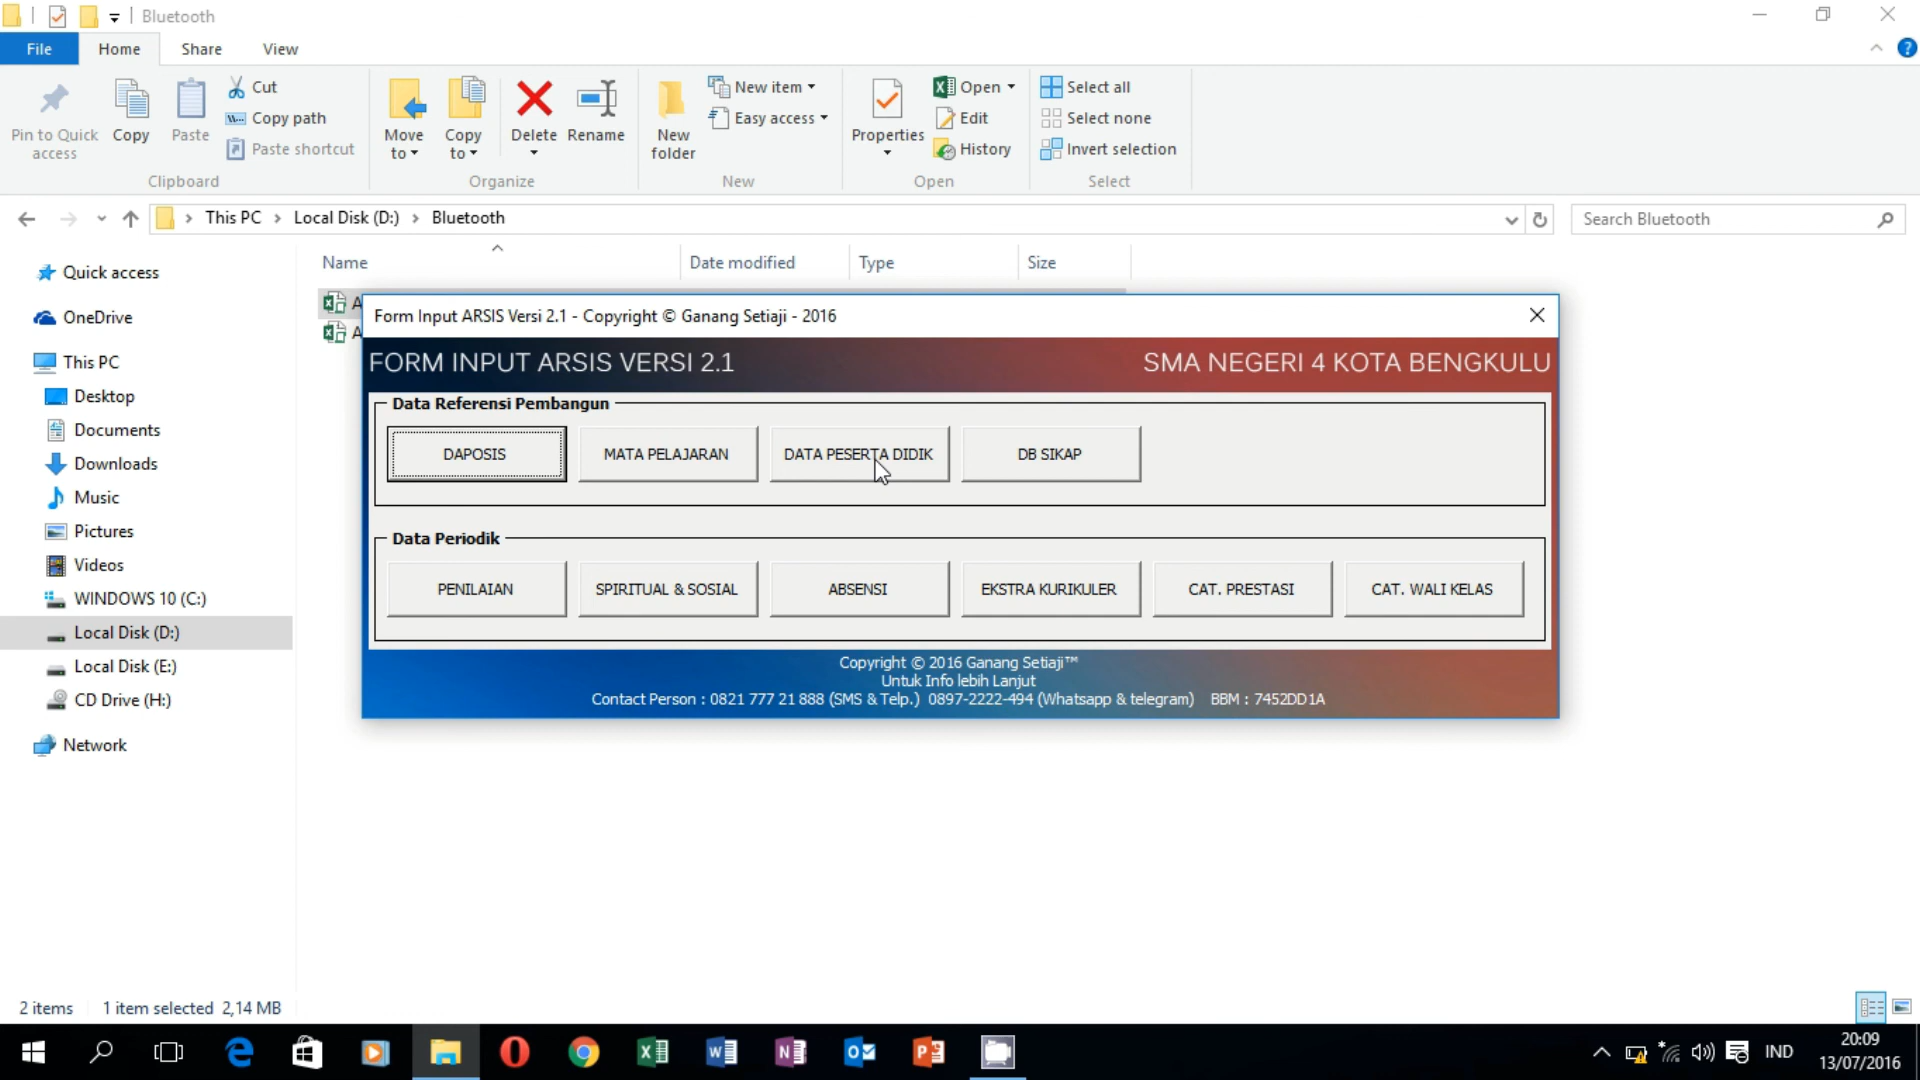 Bluetooth
File Home Share View
Pin to Quick access
Copy
Paste
Cut
Copy path
Paste shortcut
Clipboard
Move to
Copy to
Delete
Rename
Organize
New folder
New item
Easy access
New
Properties
Open
Edit
History
Open
Select all
Select none
Invert selection
Select
This PC > Local Disk (D:) > Bluetooth
Search Bluetooth
Name Date modified Type Size
Quick access
OneDrive
This PC
Desktop
Documents
Downloads
Music
Pictures
Videos
WINDOWS 10 (C:)
Local Disk (D:)
Local Disk (E:)
CD Drive (H:)
Network
A
A
Form Input ARSIS Versi 2.1 - Copyright © Ganang Setiaji - 2016
FORM INPUT ARSIS VERSI 2.1 SMA NEGERI 4 KOTA BENGKULU
Data Referensi Pembangun
DAPOSIS MATA PELAJARAN DATA PESERTA DIDIK DB SIKAP
Data Periodik
PENILAIAN SPIRITUAL & SOSIAL ABSENSI EKSTRA KURIKULER CAT. PRESTASI CAT. WALI KELAS
Copyright © 2016 Ganang Setiaji™
Untuk Info lebih Lanjut
Contact Person : 0821 777 21 888 (SMS & Telp.) 0897-2222-494 (Whatsapp & telegram) BBM : 7452DD1A
2 items 1 item selected 2,14 MB
IND
20:09
13/07/2016